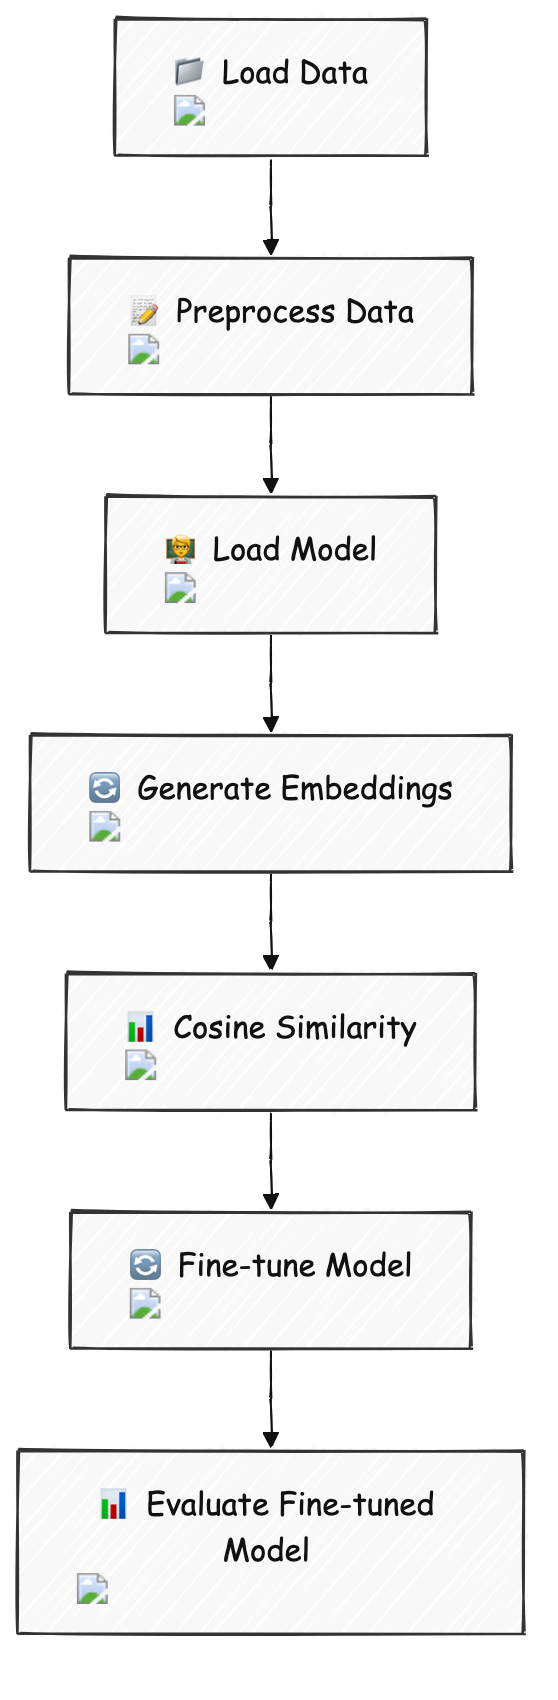 Load Data
Preprocess Data
Load Model
Generate Embeddings
Cosine Similarity
Fine-tune Model
Evaluate Fine-tuned
Model